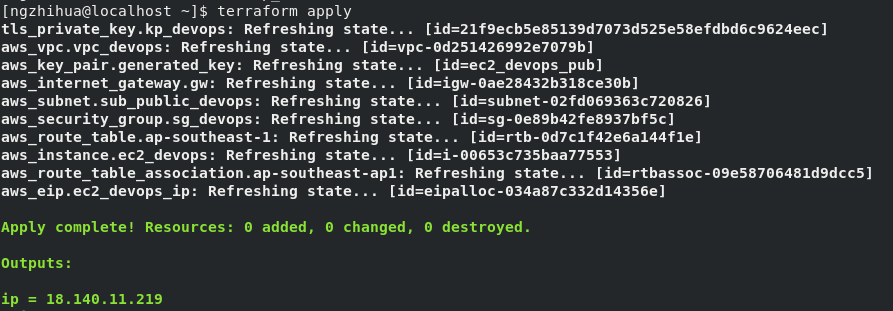 [ngzhihua@localhost ~]$ terraform apply
tls_private_key.kp_devops: Refreshing state... [id=21f9ecb5e85139d7073d525e58efdbd6c9624eec]
aws_vpc.vpc_devops: Refreshing state... [id=vpc-0d251426992e7079b]
aws_key_pair.generated_key: Refreshing state... [id=ec2_devops_pub]
aws_internet_gateway.gw: Refreshing state... [id=igw-0ae28432b318ce30b]
aws_subnet.sub_public_devops: Refreshing state... [id=subnet-02fd069363c720826]
aws_security_group.sg_devops: Refreshing state... [id=sg-0e89b42fe8937bf5c]
aws_route_table.ap-southeast-1: Refreshing state... [id=rtb-0d7c1f42e6a144f1e]
aws_instance.ec2_devops: Refreshing state... [id=i-00653c735baa77553]
aws_route_table_association.ap-southeast-ap1: Refreshing state... [id=rtbassoc-09e58706481d9dcc5]
aws_eip.ec2_devops_ip: Refreshing state... [id=eipalloc-034a87c332d14356e]
Apply complete! Resources: 0 added, 0 changed, 0 destroyed.
Outputs:
ip = 18.140.11.219